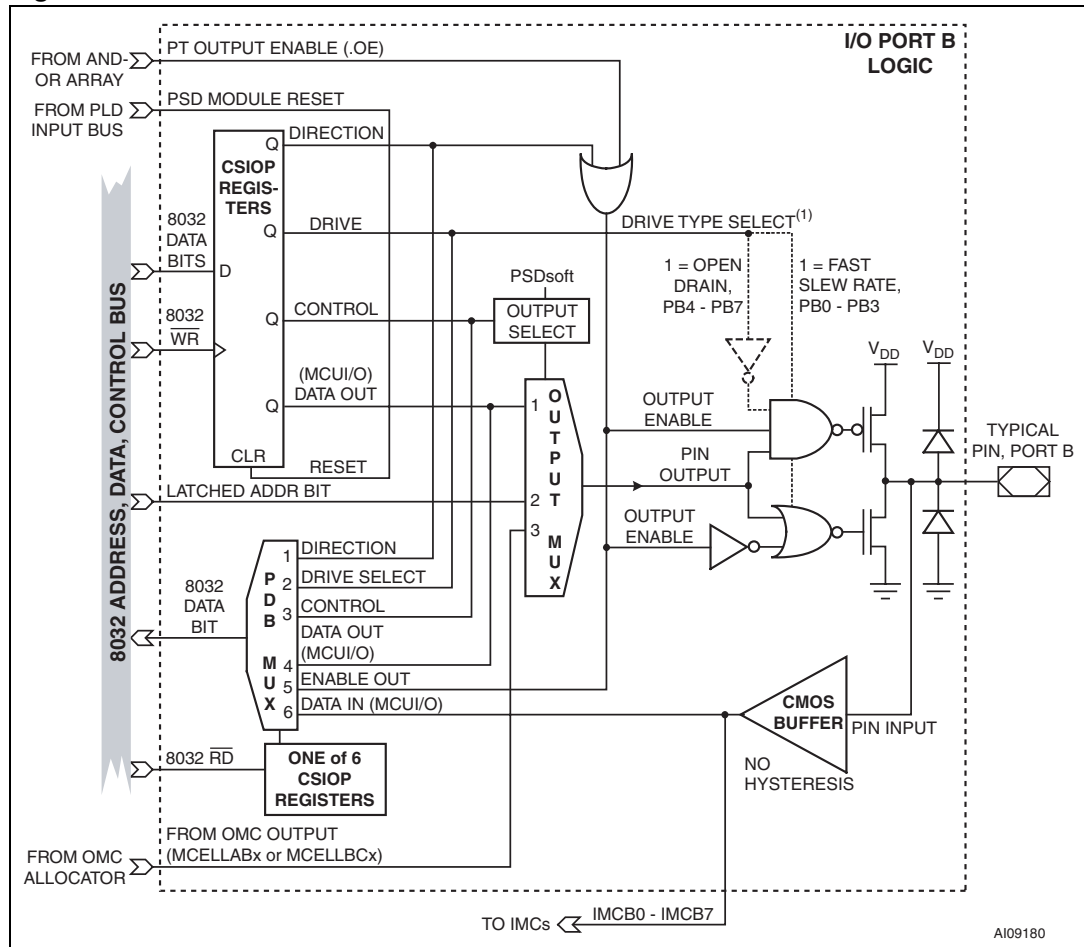 I/O PORT B
LOGIC
FROM AND-
OR ARRAY
PT OUTPUT ENABLE (.OE)
FROM PLD
INPUT BUS
PSD MODULE RESET
8032 ADDRESS, DATA, CONTROL BUS
8032
DATA
BITS
8032
WR
CSIOP
REGIS-
TERS
D
CLR
Q
DIRECTION
Q
DRIVE
Q
CONTROL
Q
(MCUI/O)
DATA OUT
RESET
DRIVE TYPE SELECT(1)
1 = OPEN
DRAIN,
PB4 - PB7
1 = FAST
SLEW RATE,
PB0 - PB3
PSDsoft
OUTPUT
SELECT
OUTPUT MUX
1
2
3
LATCHED ADDR BIT
OUTPUT
ENABLE
PIN
OUTPUT
OUTPUT
ENABLE
VDD
VDD
TYPICAL
PIN, PORT B
8032
DATA
BIT
PDB MUX
1 DIRECTION
2 DRIVE SELECT
3 CONTROL
DATA OUT
4 (MCUI/O)
5 ENABLE OUT
6 DATA IN (MCUI/O)
CMOS
BUFFER
PIN INPUT
NO
HYSTERESIS
8032 RD
ONE of 6
CSIOP
REGISTERS
FROM OMC
ALLOCATOR
FROM OMC OUTPUT
(MCELLABx or MCELLBCx)
TO IMCs
IMCB0 - IMCB7
AI09180